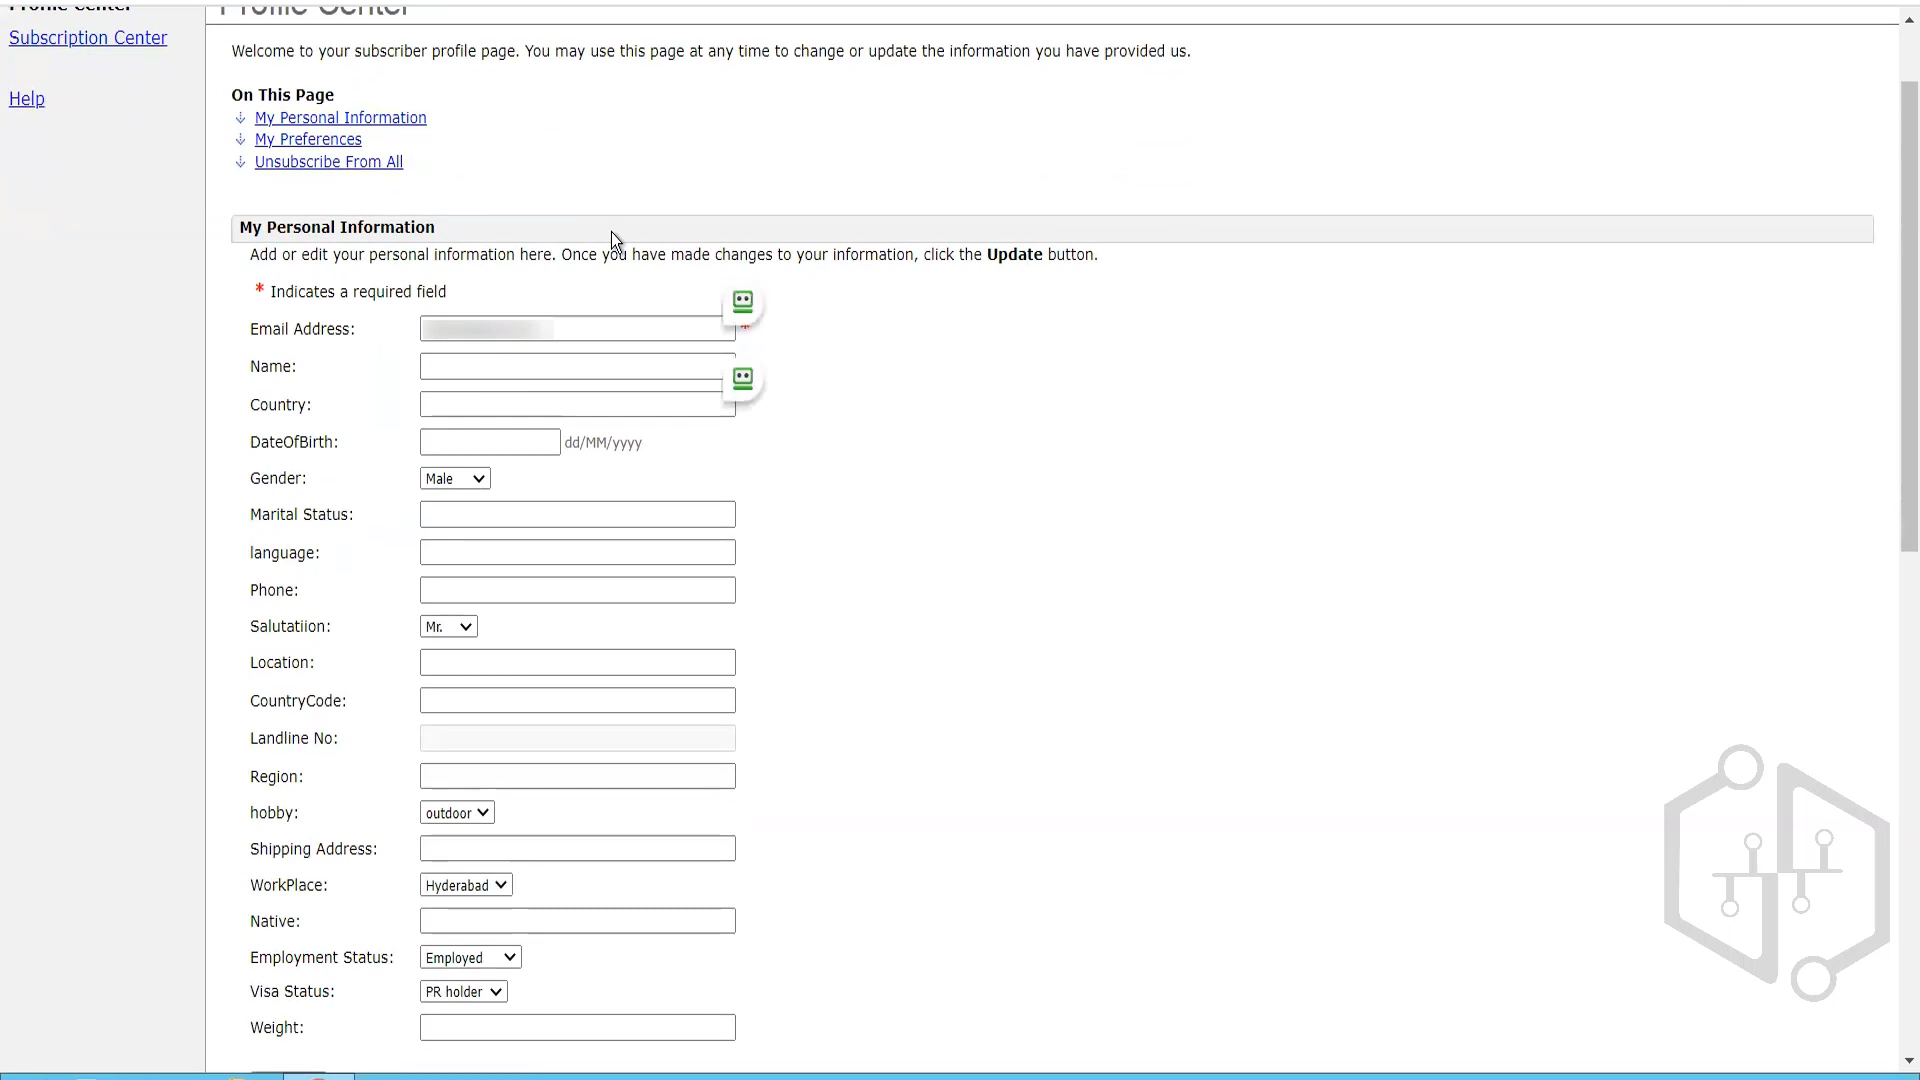 Profile Center
Subscription Center
Help
Profile Center
Welcome to your subscriber profile page. You may use this page at any time to change or update the information you have provided us.
On This Page
My Personal Information
My Preferences
Unsubscribe From All
My Personal Information
Add or edit your personal information here. Once you have made changes to your information, click the Update button.
* Indicates a required field
Email Address: *
Name:
Country:
DateOfBirth: dd/MM/yyyy
Gender: Male
Marital Status:
language:
Phone:
Salutatiion: Mr.
Location:
CountryCode:
Landline No:
Region:
hobby: outdoor
Shipping Address:
WorkPlace: Hyderabad
Native:
Employment Status: Employed
Visa Status: PR holder
Weight: